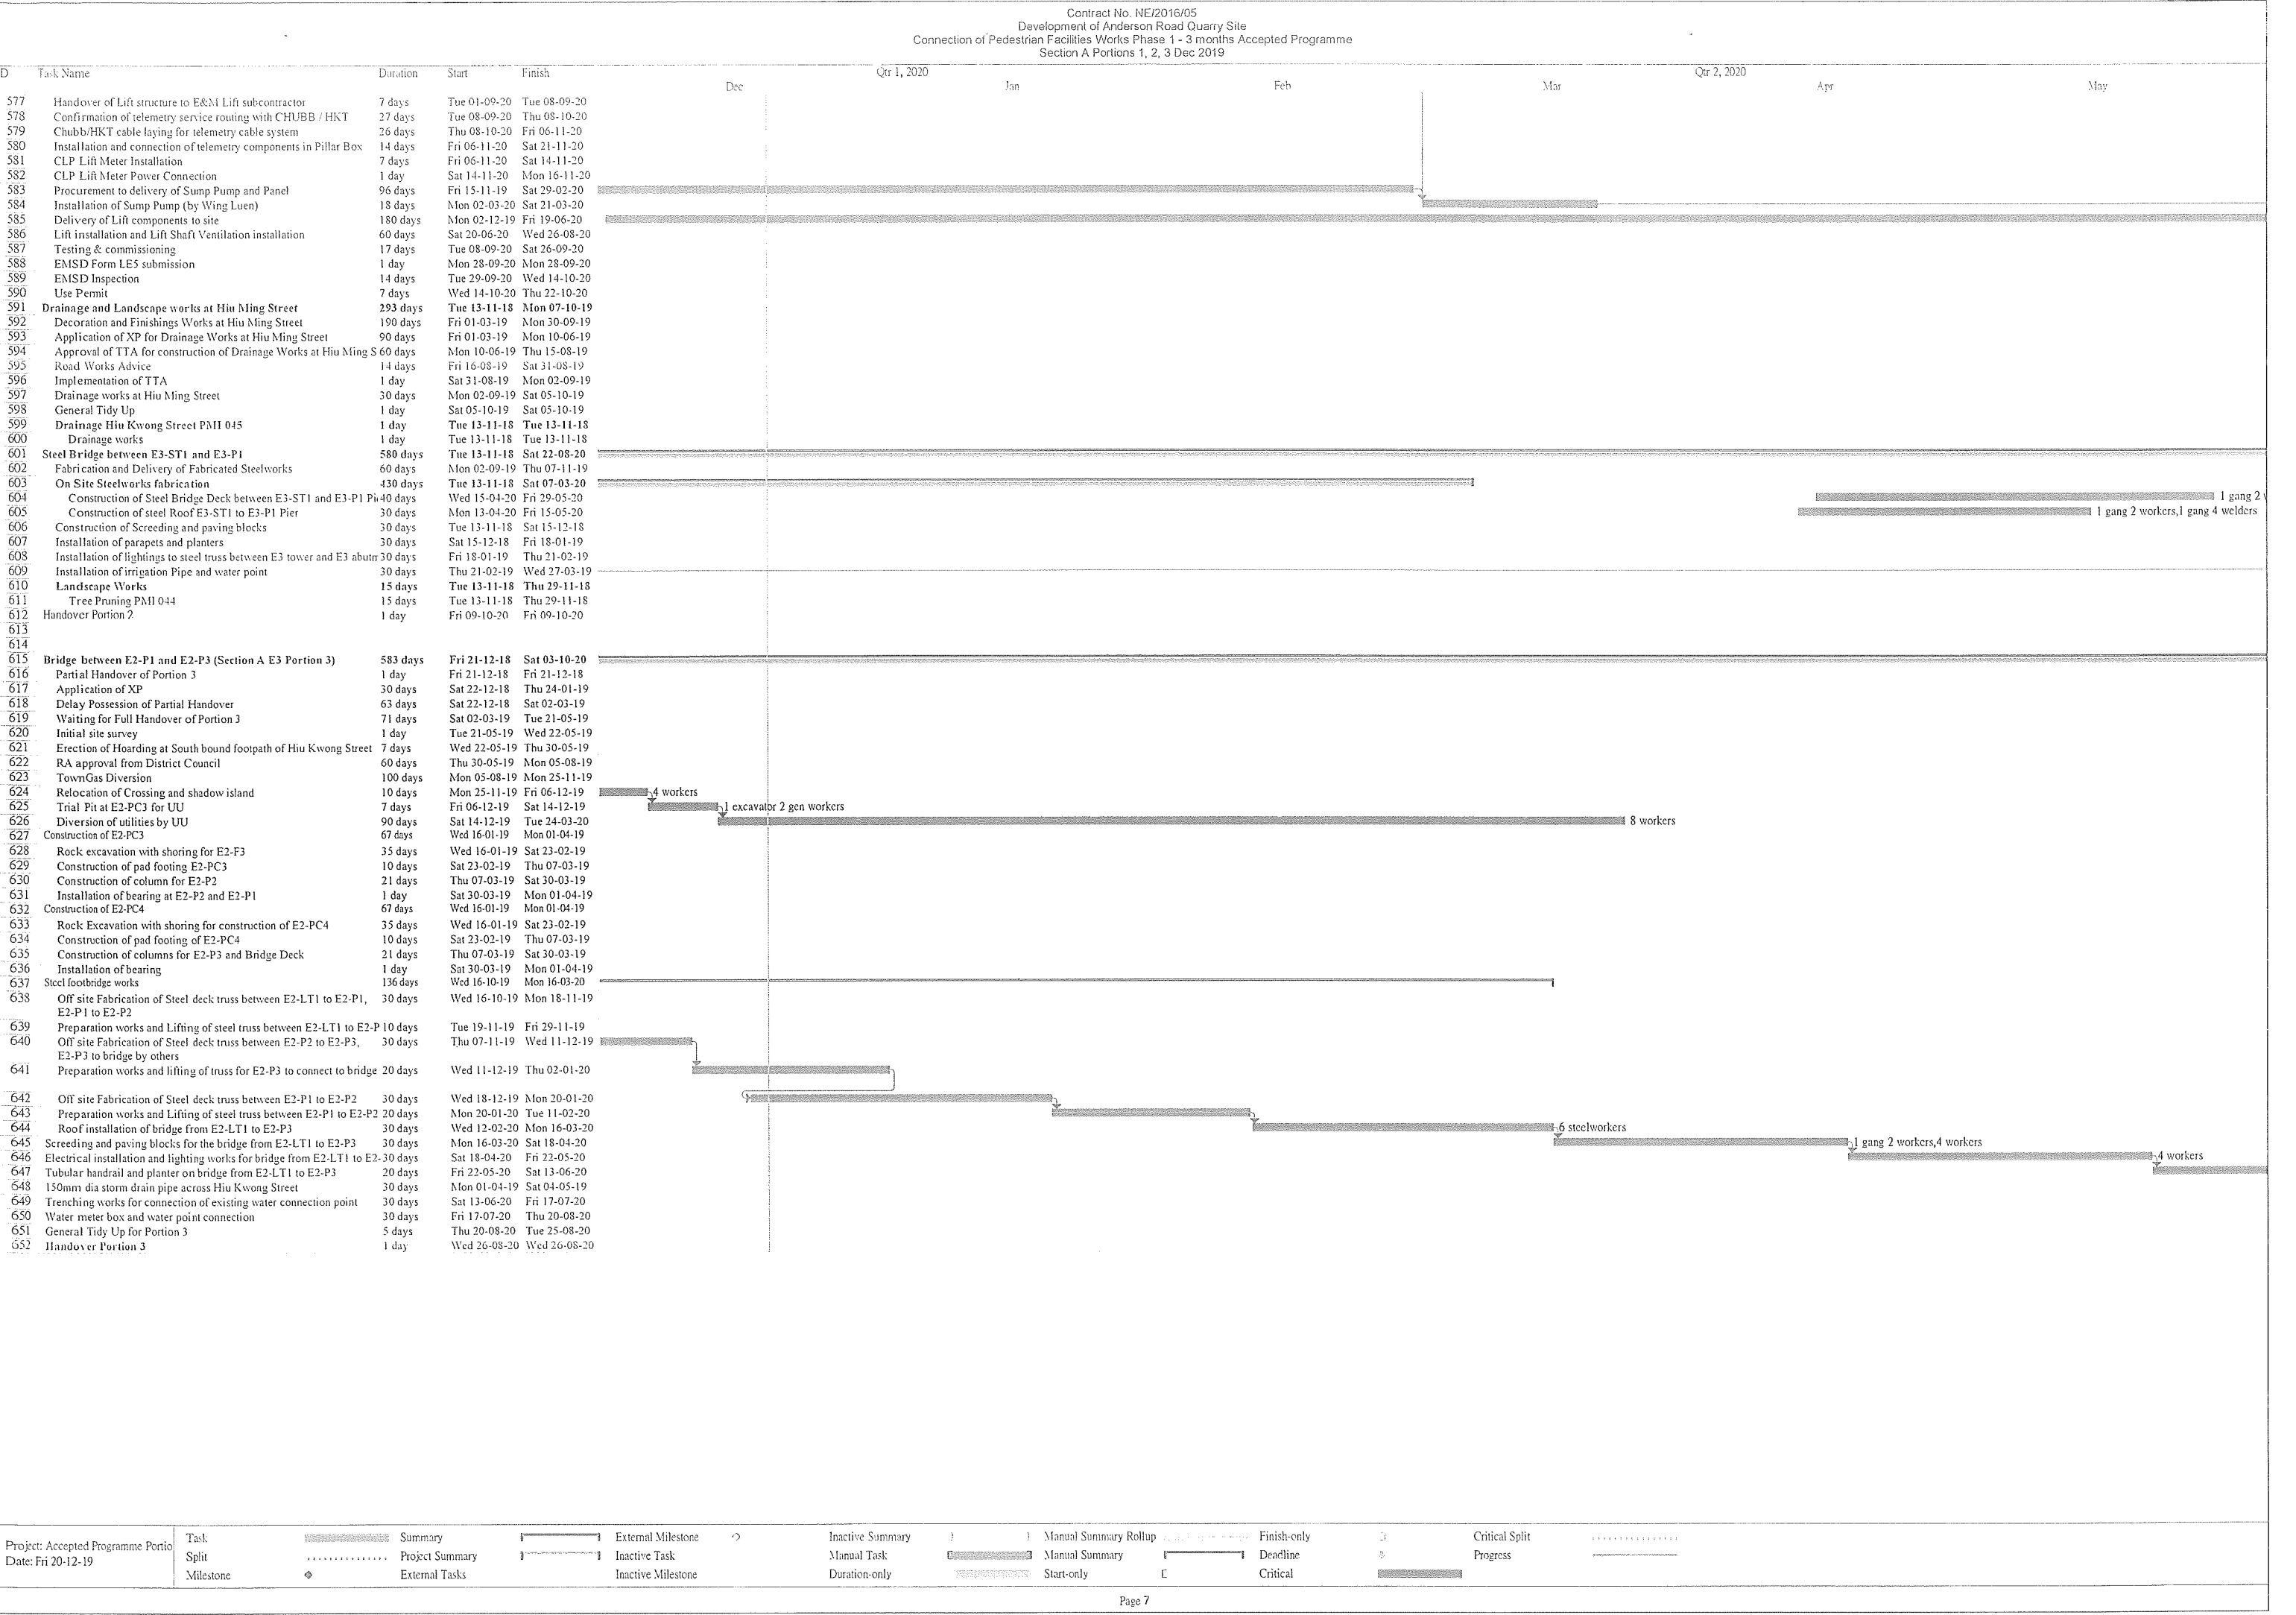 Contract No. NE/2016/05
Development of Anderson Road Quarry Site
Connection of Pedestrian Facilities Works Phase 1 - 3 months Accepted Programme
Section A Portions 1, 2, 3 Dec 2019
D Task Name Duration Start Finish Qtr 1, 2020 Qtr 2, 2020
Dec Jan Feb Mar Apr May
577 Handover of Lift structure to E&M Lift subcontractor 7 days Tue 01-09-20 Tue 08-09-20
578 Confirmation of telemetry service routing with CHUBB / HKT 27 days Tue 08-09-20 Thu 08-10-20
579 Chubb/HKT cable laying for telemetry cable system 26 days Thu 08-10-20 Fri 06-11-20
580 Installation and connection of telemetry components in Pillar Box 14 days Fri 06-11-20 Sat 21-11-20
581 CLP Lift Meter Installation 7 days Fri 06-11-20 Sat 14-11-20
582 CLP Lift Meter Power Connection 1 day Sat 14-11-20 Mon 16-11-20
583 Procurement to delivery of Sump Pump and Panel 96 days Fri 15-11-19 Sat 29-02-20
584 Installation of Sump Pump (by Wing Luen) 18 days Mon 02-03-20 Sat 21-03-20
585 Delivery of Lift components to site 180 days Mon 02-12-19 Fri 19-06-20
586 Lift installation and Lift Shaft Ventilation installation 60 days Sat 20-06-20 Wed 26-08-20
587 Testing & commissioning 17 days Tue 08-09-20 Sat 26-09-20
588 EMSD Form LE5 submission 1 day Mon 28-09-20 Mon 28-09-20
589 EMSD Inspection 14 days Tue 29-09-20 Wed 14-10-20
590 Use Permit 7 days Wed 14-10-20 Thu 22-10-20
591 Drainage and Landscape works at Hiu Ming Street 293 days Tue 13-11-18 Mon 07-10-19
592 Decoration and Finishings Works at Hiu Ming Street 190 days Fri 01-03-19 Mon 30-09-19
593 Application of XP for Drainage Works at Hiu Ming Street 90 days Fri 01-03-19 Mon 10-06-19
594 Approval of TTA for construction of Drainage Works at Hiu Ming S 60 days Mon 10-06-19 Thu 15-08-19
595 Road Works Advice 14 days Fri 16-08-19 Sat 31-08-19
596 Implementation of TTA 1 day Sat 31-08-19 Mon 02-09-19
597 Drainage works at Hiu Ming Street 30 days Mon 02-09-19 Sat 05-10-19
598 General Tidy Up 1 day Sat 05-10-19 Sat 05-10-19
599 Drainage Hiu Kwong Street PMI 045 1 day Tue 13-11-18 Tue 13-11-18
600 Drainage works 1 day Tue 13-11-18 Tue 13-11-18
601 Steel Bridge between E3-ST1 and E3-P1 580 days Tue 13-11-18 Sat 22-08-20
602 Fabrication and Delivery of Fabricated Steelworks 60 days Mon 02-09-19 Thu 07-11-19
603 On Site Steelworks fabrication 430 days Tue 13-11-18 Sat 07-03-20
604 Construction of Steel Bridge Deck between E3-ST1 and E3-P1 Pi 40 days Wed 15-04-20 Fri 29-05-20 1 gang 2
605 Construction of steel Roof E3-ST1 to E3-P1 Pier 30 days Mon 13-04-20 Fri 15-05-20 1 gang 2 workers,1 gang 4 welders
606 Construction of Screeding and paving blocks 30 days Tue 13-11-18 Sat 15-12-18
607 Installation of parapets and planters 30 days Sat 15-12-18 Fri 18-01-19
608 Installation of lightings to steel truss between E3 tower and E3 abutm 30 days Fri 18-01-19 Thu 21-02-19
609 Installation of irrigation Pipe and water point 30 days Thu 21-02-19 Wed 27-03-19
610 Landscape Works 15 days Tue 13-11-18 Thu 29-11-18
611 Tree Pruning PMI 044 15 days Tue 13-11-18 Thu 29-11-18
612 Handover Portion 2 1 day Fri 09-10-20 Fri 09-10-20
613
614
615 Bridge between E2-P1 and E2-P3 (Section A E3 Portion 3) 583 days Fri 21-12-18 Sat 03-10-20
616 Partial Handover of Portion 3 1 day Fri 21-12-18 Fri 21-12-18
617 Application of XP 30 days Sat 22-12-18 Thu 24-01-19
618 Delay Possession of Partial Handover 63 days Sat 22-12-18 Sat 02-03-19
619 Waiting for Full Handover of Portion 3 71 days Sat 02-03-19 Tue 21-05-19
620 Initial site survey 1 day Tue 21-05-19 Wed 22-05-19
621 Erection of Hoarding at South bound footpath of Hiu Kwong Street 7 days Wed 22-05-19 Thu 30-05-19
622 RA approval from District Council 60 days Thu 30-05-19 Mon 05-08-19
623 TownGas Diversion 100 days Mon 05-08-19 Mon 25-11-19
624 Relocation of Crossing and shadow island 10 days Mon 25-11-19 Fri 06-12-19 4 workers
625 Trial Pit at E2-PC3 for UU 7 days Fri 06-12-19 Sat 14-12-19 1 excavator 2 gen workers
626 Diversion of utilities by UU 90 days Sat 14-12-19 Tue 24-03-20 8 workers
627 Construction of E2-PC3 67 days Wed 16-01-19 Mon 01-04-19
628 Rock excavation with shoring for E2-F3 35 days Wed 16-01-19 Sat 23-02-19
629 Construction of pad footing E2-PC3 10 days Sat 23-02-19 Thu 07-03-19
630 Construction of column for E2-P2 21 days Thu 07-03-19 Sat 30-03-19
631 Installation of bearing at E2-P2 and E2-P1 1 day Sat 30-03-19 Mon 01-04-19
632 Construction of E2-PC4 67 days Wed 16-01-19 Mon 01-04-19
633 Rock Excavation with shoring for construction of E2-PC4 35 days Wed 16-01-19 Sat 23-02-19
634 Construction of pad footing of E2-PC4 10 days Sat 23-02-19 Thu 07-03-19
635 Construction of columns for E2-P3 and Bridge Deck 21 days Thu 07-03-19 Sat 30-03-19
636 Installation of bearing 1 day Sat 30-03-19 Mon 01-04-19
637 Steel footbridge works 136 days Wed 16-10-19 Mon 16-03-20
638 Off site Fabrication of Steel deck truss between E2-LT1 to E2-P1, 30 days Wed 16-10-19 Mon 18-11-19
E2-P1 to E2-P2
639 Preparation works and Lifting of steel truss between E2-LT1 to E2-P 10 days Tue 19-11-19 Fri 29-11-19
640 Off site Fabrication of Steel deck truss between E2-P2 to E2-P3, 30 days Thu 07-11-19 Wed 11-12-19
E2-P3 to bridge by others
641 Preparation works and lifting of truss for E2-P3 to connect to bridge 20 days Wed 11-12-19 Thu 02-01-20
642 Off site Fabrication of Steel deck truss between E2-P1 to E2-P2 30 days Wed 18-12-19 Mon 20-01-20
643 Preparation works and Lifting of steel truss between E2-P1 to E2-P2 20 days Mon 20-01-20 Tue 11-02-20
644 Roof installation of bridge from E2-LT1 to E2-P3 30 days Wed 12-02-20 Mon 16-03-20 6 steelworkers
645 Screeding and paving blocks for the bridge from E2-LT1 to E2-P3 30 days Mon 16-03-20 Sat 18-04-20 1 gang 2 workers,4 workers
646 Electrical installation and lighting works for bridge from E2-LT1 to E2- 30 days Sat 18-04-20 Fri 22-05-20 4 workers
647 Tubular handrail and planter on bridge from E2-LT1 to E2-P3 20 days Fri 22-05-20 Sat 13-06-20
648 150mm dia storm drain pipe across Hiu Kwong Street 30 days Mon 01-04-19 Sat 04-05-19
649 Trenching works for connection of existing water connection point 30 days Sat 13-06-20 Fri 17-07-20
650 Water meter box and water point connection 30 days Fri 17-07-20 Thu 20-08-20
651 General Tidy Up for Portion 3 5 days Thu 20-08-20 Tue 25-08-20
652 Handover Portion 3 1 day Wed 26-08-20 Wed 26-08-20
Project: Accepted Programme Portio
Date: Fri 20-12-19
Task Summary External Milestone Inactive Summary Manual Summary Rollup Finish-only Critical Split
Split Project Summary Inactive Task Manual Task Manual Summary Deadline Progress
Milestone External Tasks Inactive Milestone Duration-only Start-only Critical
Page 7